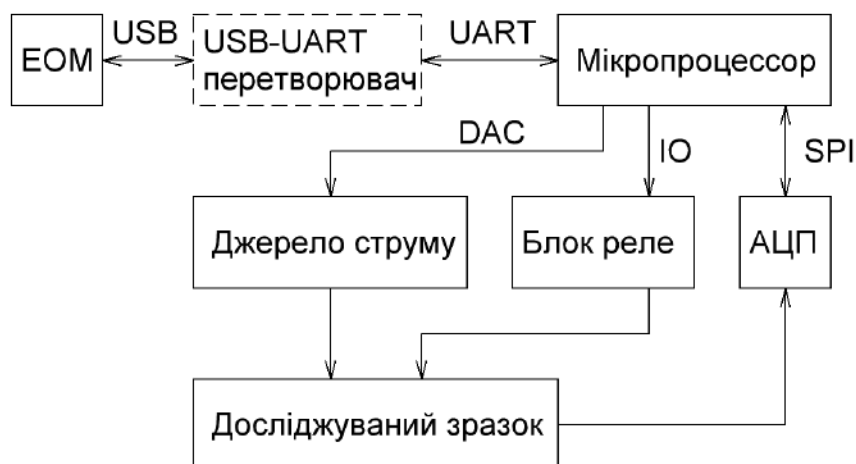 ЕОМ
USB
USB-UART
перетворювач
UART
Мікропроцессор
DAC
IO
SPI
Джерело струму
Блок реле
АЦП
Досліджуваний зразок